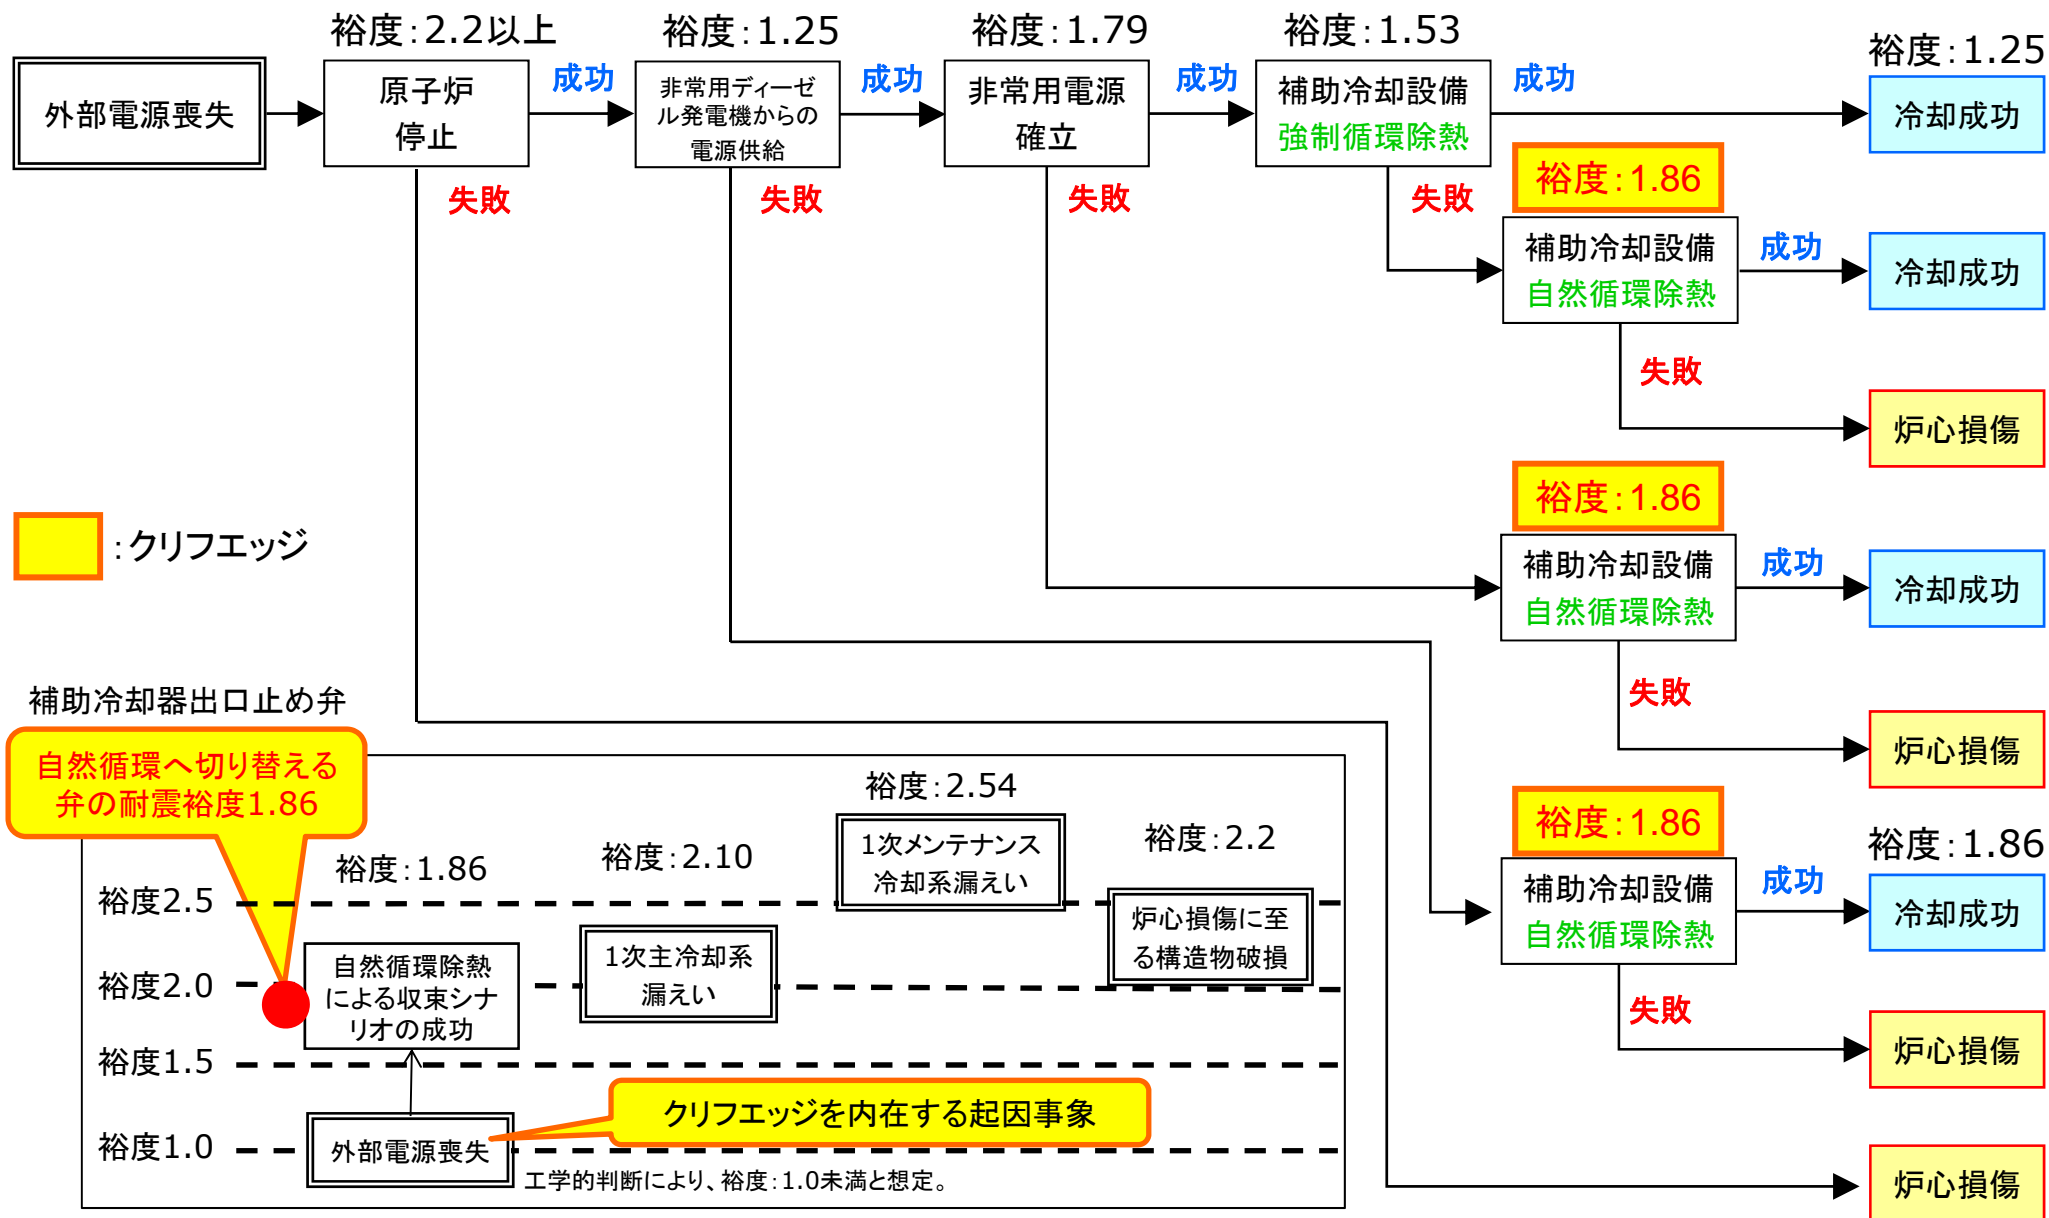 裕度:2.2以上
裕度:1.25
裕度:1.79
裕度:1.53
裕度:1.25
外部電源喪失
原子炉
停止
成功
非常用ディーゼ
ル発電機からの
電源供給
成功
非常用電源
確立
成功
補助冷却設備
強制循環除熱
成功
冷却成功
失敗
失敗
失敗
失敗
裕度:1.86
補助冷却設備
自然循環除熱
成功
冷却成功
失敗
炉心損傷
:クリフエッジ
裕度:1.86
補助冷却設備
自然循環除熱
成功
冷却成功
失敗
炉心損傷
裕度:1.86
補助冷却設備
自然循環除熱
成功
裕度:1.86
冷却成功
失敗
炉心損傷
炉心損傷
補助冷却器出口止め弁
自然循環へ切り替える
弁の耐震裕度1.86
裕度:1.86
裕度:2.10
裕度:2.54
裕度:2.2
裕度2.5
裕度2.0
裕度1.5
裕度1.0
自然循環除熱
による収束シナ
リオの成功
1次主冷却系
漏えい
1次メンテナンス
冷却系漏えい
炉心損傷に至
る構造物破損
外部電源喪失
クリフエッジを内在する起因事象
工学的判断により、裕度:1.0未満と想定。